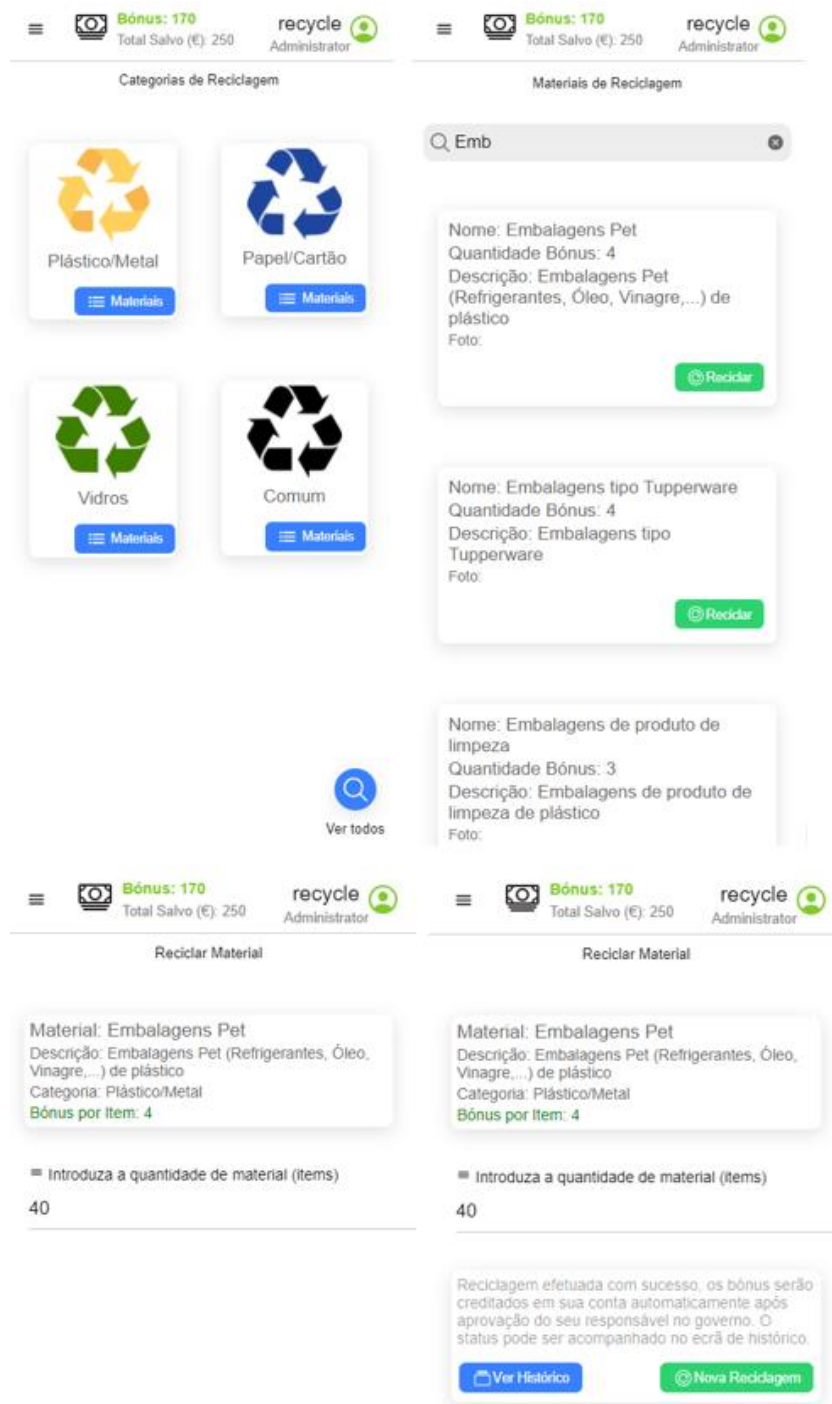 Bónus: 170
Total Salvo (€): 250
recycle
Administrator
Categorias de Reciclagem
Plástico/Metal
Materiais
Papel/Cartão
Materiais
Vidros
Materiais
Comum
Materiais
Ver todos
Bónus: 170
Total Salvo (€): 250
recycle
Administrator
Materiais de Reciclagem
Emb
Nome: Embalagens Pet
Quantidade Bónus: 4
Descrição: Embalagens Pet
(Refrigerantes, Óleo, Vinagre,...) de
plástico
Foto:
Reciclar
Nome: Embalagens tipo Tupperware
Quantidade Bónus: 4
Descrição: Embalagens tipo
Tupperware
Foto:
Reciclar
Nome: Embalagens de produto de
limpeza
Quantidade Bónus: 3
Descrição: Embalagens de produto de
limpeza de plástico
Foto:
Bónus: 170
Total Salvo (€): 250
recycle
Administrator
Reciclar Material
Material: Embalagens Pet
Descrição: Embalagens Pet (Refrigerantes, Óleo,
Vinagre,...) de plástico
Categoria: Plástico/Metal
Bónus por Item: 4
Introduza a quantidade de material (items)
40
Bónus: 170
Total Salvo (€): 250
recycle
Administrator
Reciclar Material
Material: Embalagens Pet
Descrição: Embalagens Pet (Refrigerantes, Óleo,
Vinagre,...) de plástico
Categoria: Plástico/Metal
Bónus por Item: 4
Introduza a quantidade de material (items)
40
Reciclagem efetuada com sucesso, os bónus serão
creditados em sua conta automaticamente após
aprovação do seu responsável no governo. O
status pode ser acompanhado no ecrã de histórico.
Ver Histórico
Nova Reciclagem